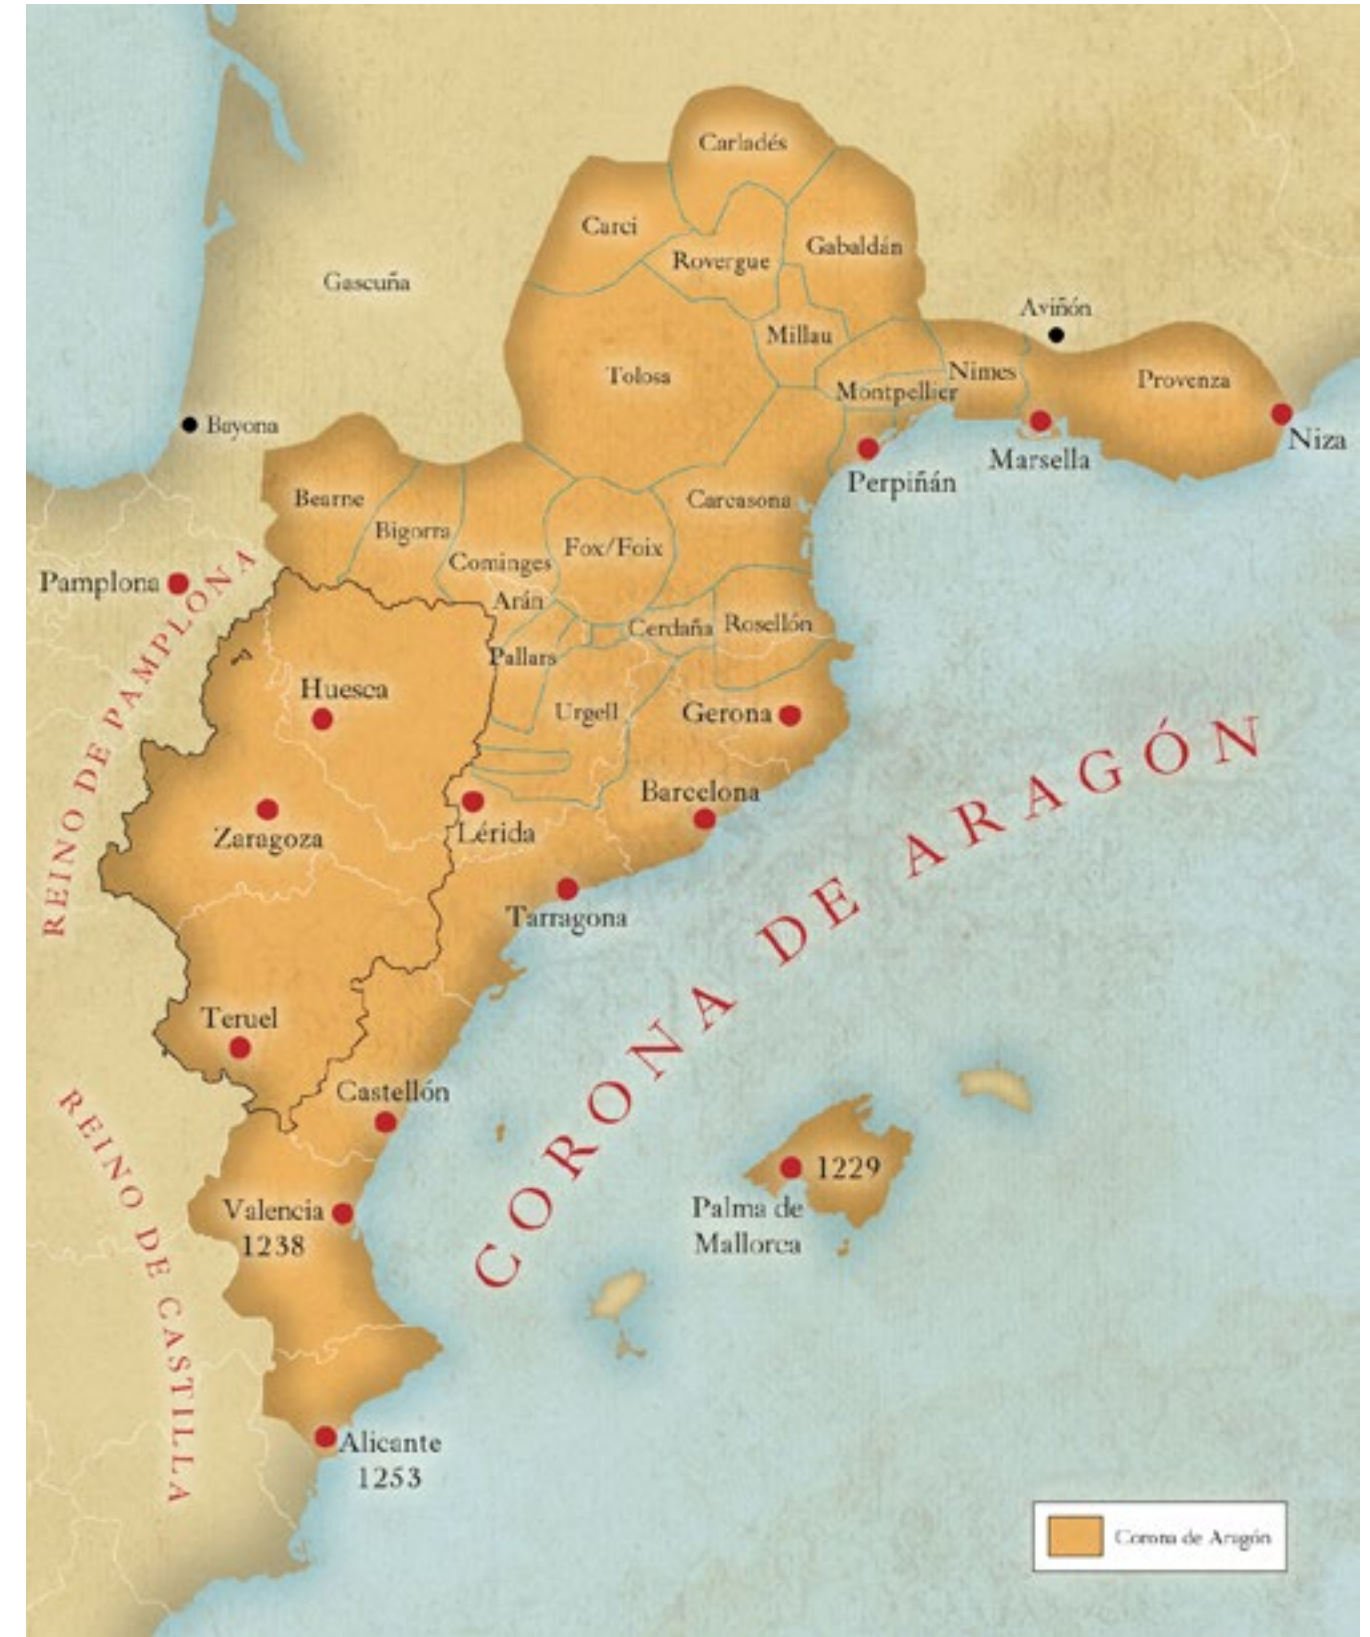 Carladés
Carci
Rovergue
Gabaldán
Gascuña
Aviñón
Millau
Tolosa
Nimes
Provenza
Montpellier
Bayona
Niza
Marsella
Perpiñán
Bearne
Carcasona
Bigorra
Fox/Foix
Cominges
Pamplona
Arán
Cerdaña
Rosellón
Pallars
REINO DE PAMPLONA
Huesca
Urgell
Gerona
Barcelona
Zaragoza
Lérida
Tarragona
CORONA DE ARAGÓN
Teruel
Castellón
REINO DE CASTILLA
1229
Palma de
Mallorca
Valencia
1238
Alicante
1253
Corona de Aragón